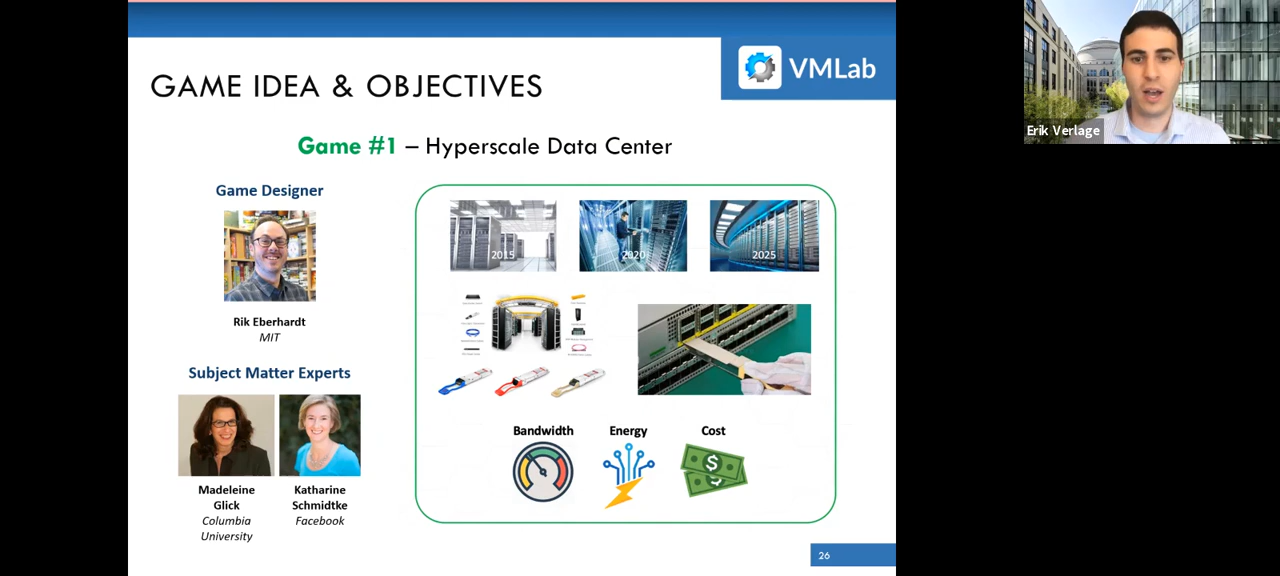 VMLab
GAME IDEA & OBJECTIVES
Game #1 – Hyperscale Data Center
Game Designer
Rik Eberhardt
MIT
Subject Matter Experts
Madeleine
Glick
Columbia
University
Katharine
Schmidtke
Facebook
2015
2020
2025
Bandwidth
Energy
Cost
26
Erik Verlage